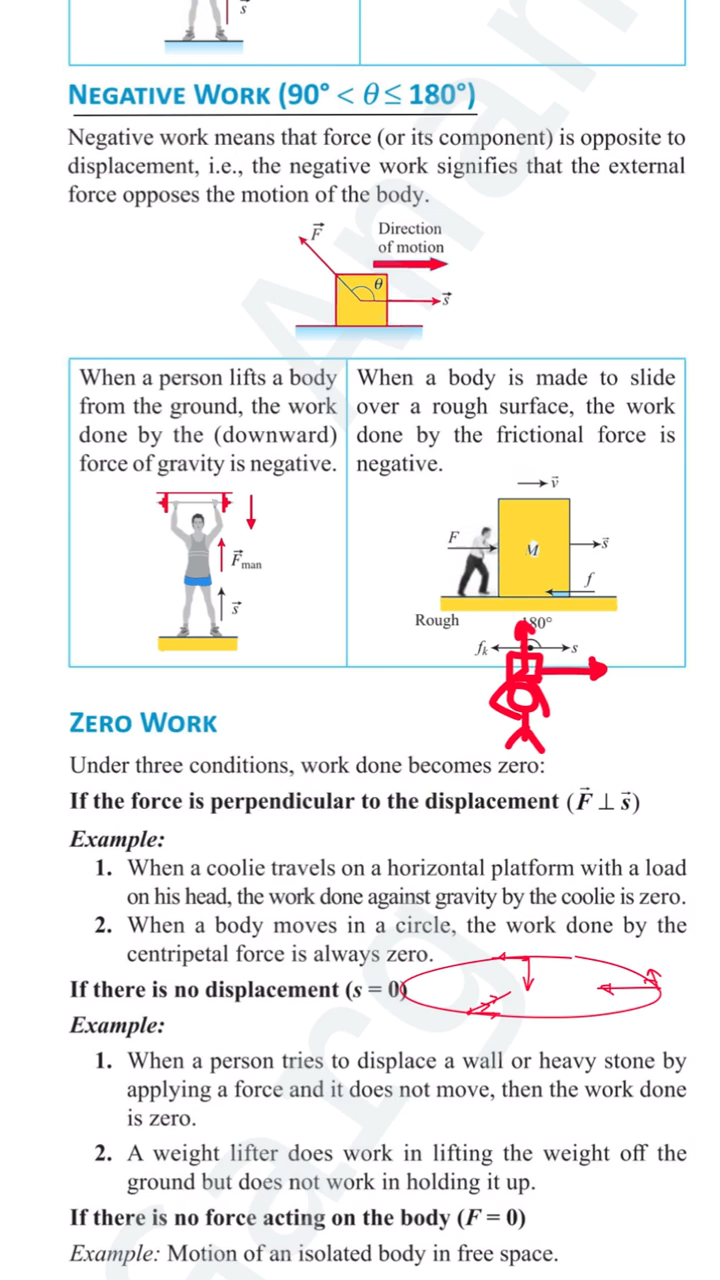 s
NEGATIVE WORK (90° < θ ≤ 180°)
Negative work means that force (or its component) is opposite to
displacement, i.e., the negative work signifies that the external
force opposes the motion of the body.
F
Direction
of motion
θ
s
When a person lifts a body
from the ground, the work
done by the (downward)
force of gravity is negative.
F man
s
When a body is made to slide
over a rough surface, the work
done by the frictional force is
negative.
v
F
M
s
f
Rough
180°
fk
s
ZERO WORK
Under three conditions, work done becomes zero:
If the force is perpendicular to the displacement (F ⊥ s)
Example:
1. When a coolie travels on a horizontal platform with a load
on his head, the work done against gravity by the coolie is zero.
2. When a body moves in a circle, the work done by the
centripetal force is always zero.
If there is no displacement (s = 0)
Example:
1. When a person tries to displace a wall or heavy stone by
applying a force and it does not move, then the work done
is zero.
2. A weight lifter does work in lifting the weight off the
ground but does not work in holding it up.
If there is no force acting on the body (F = 0)
Example: Motion of an isolated body in free space.